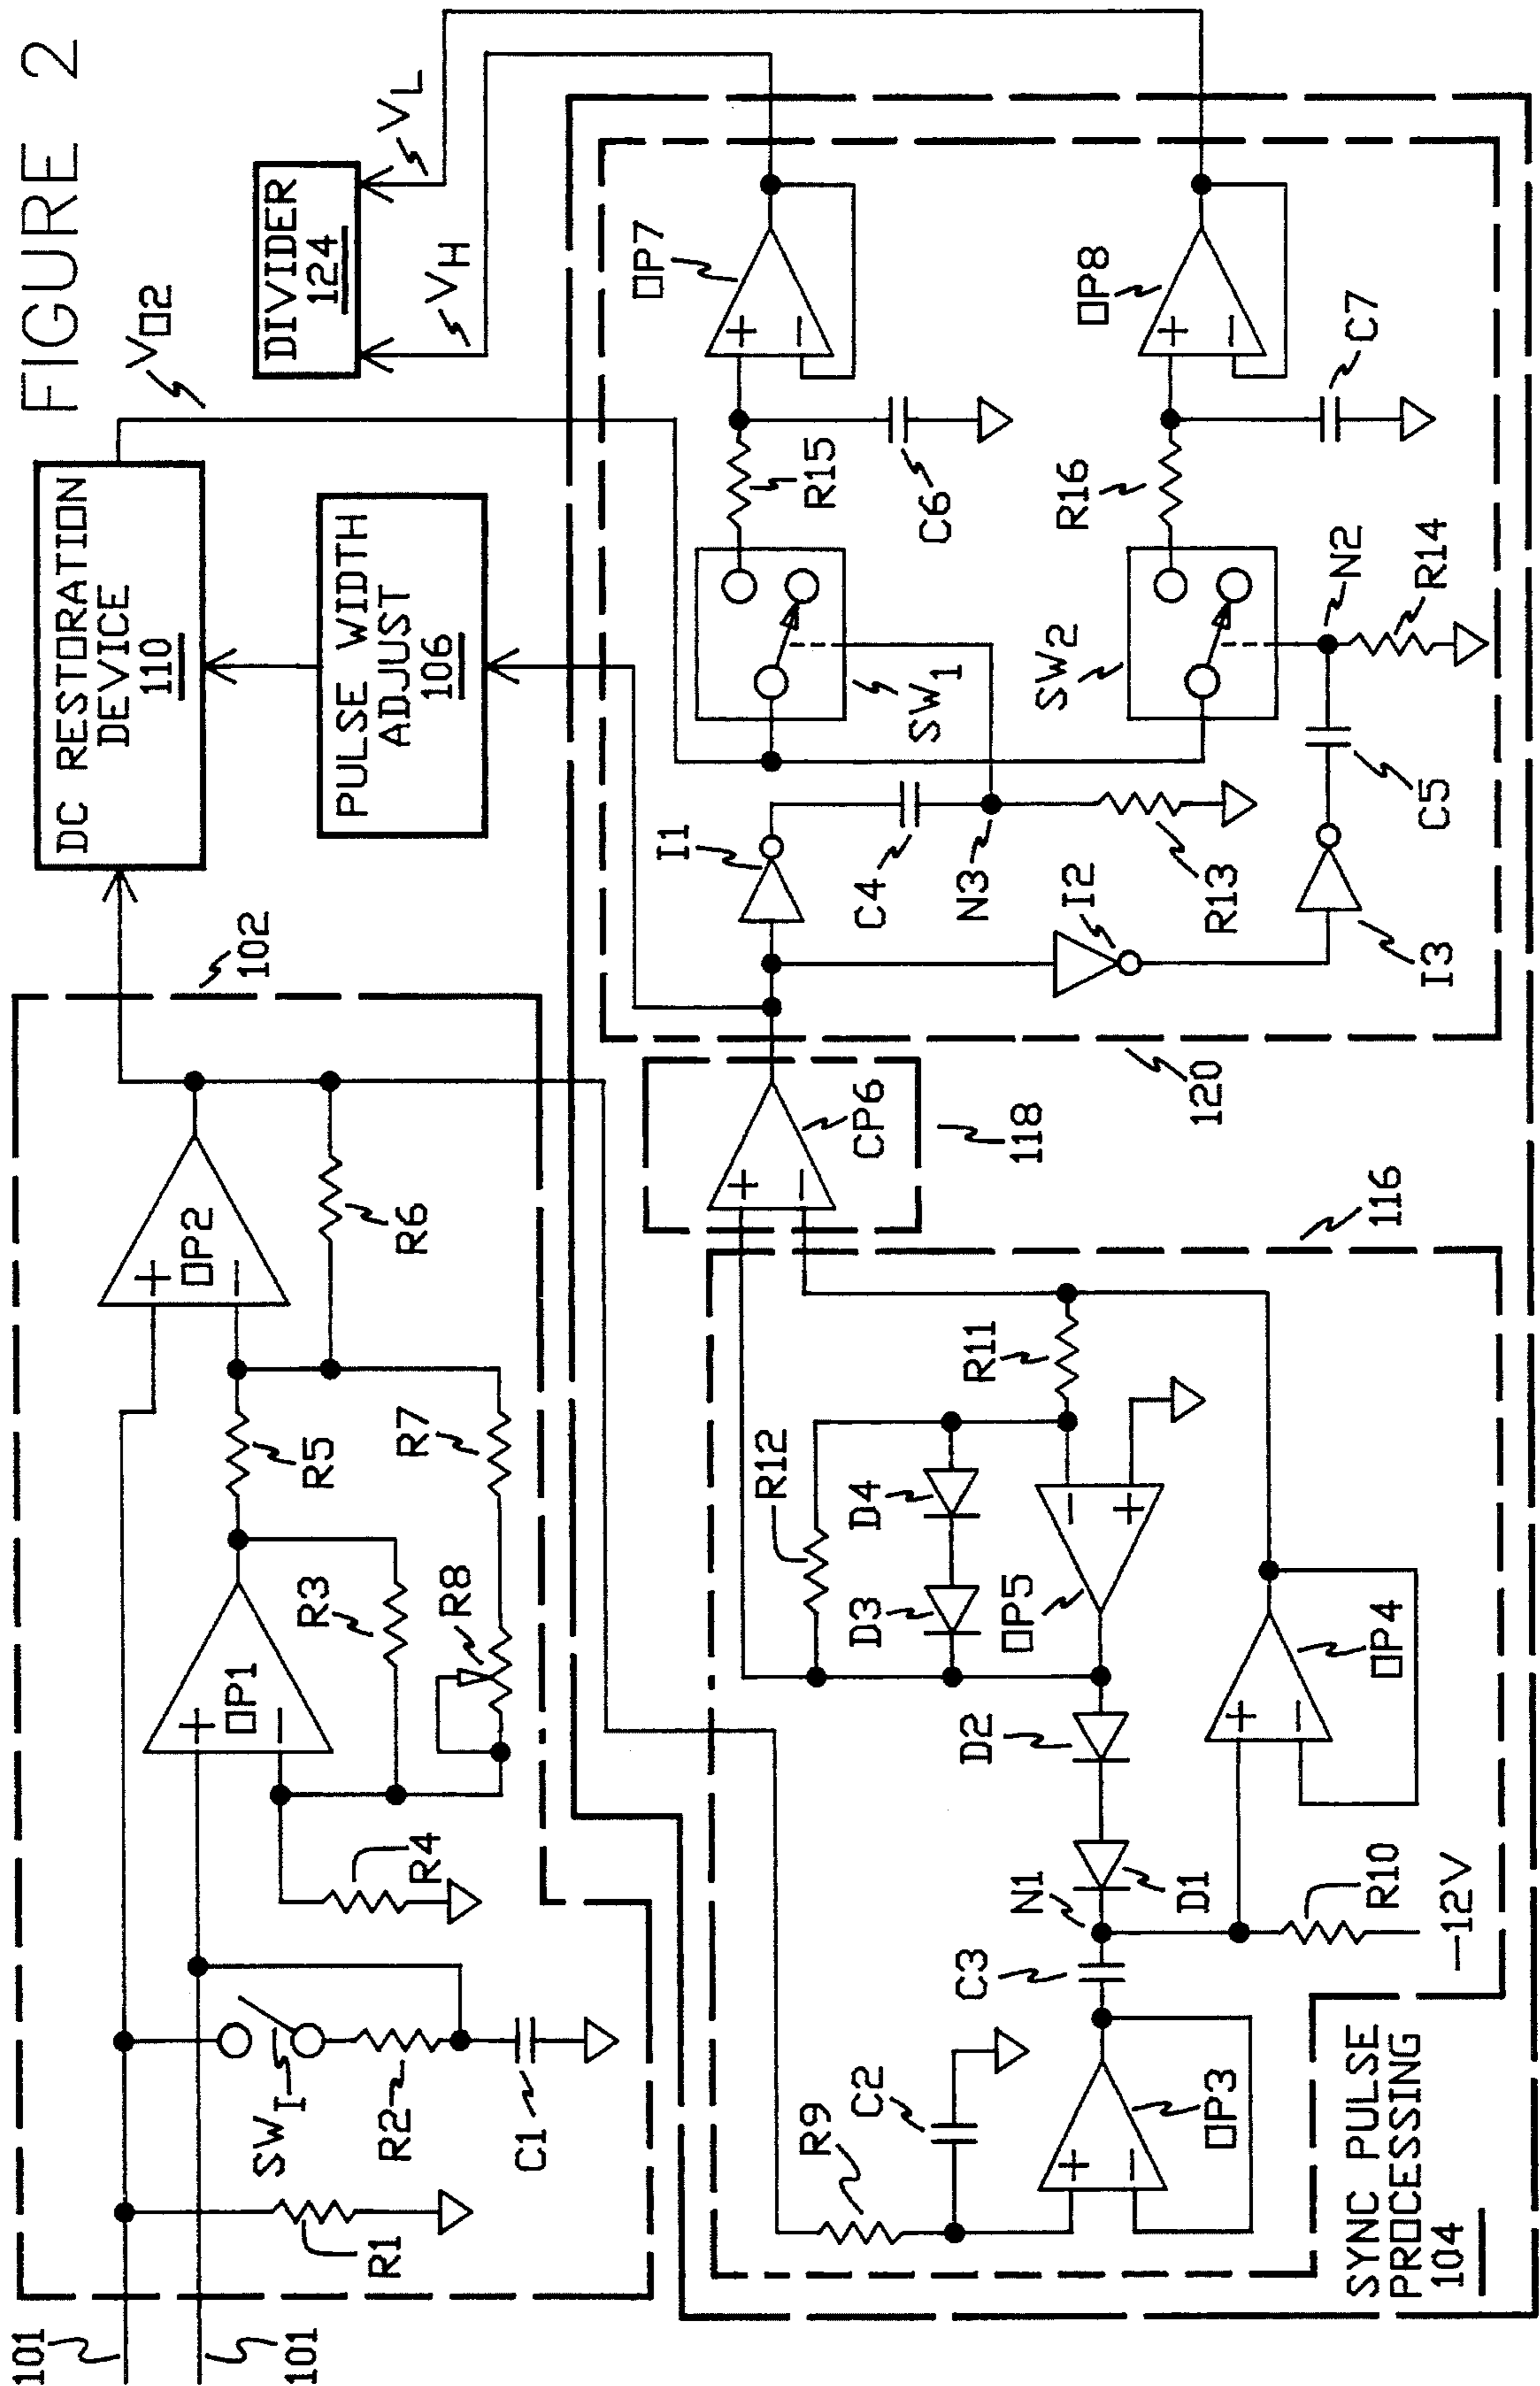 FIGURE 2
101
101
102
R1
SWI
R2
C1
R4
OP1
R3
R8
R5
R7
OP2
R6
+
−
+
−
DC RESTORATION
DEVICE
110
VO2
PULSE WIDTH
ADJUST
106
DIVIDER
124
VH
VL
SYNC PULSE
PROCESSING
104
R9
C2
OP3
+
−
C3
N1
D1
D2
R10
−12V
OP4
+
−
OP5
−
+
D3
D4
R12
R11
116
118
CP6
+
−
120
I1
I2
I3
C4
N3
R13
C5
N2
R14
SW1
SW2
R15
C6
R16
C7
OP7
+
−
OP8
+
−